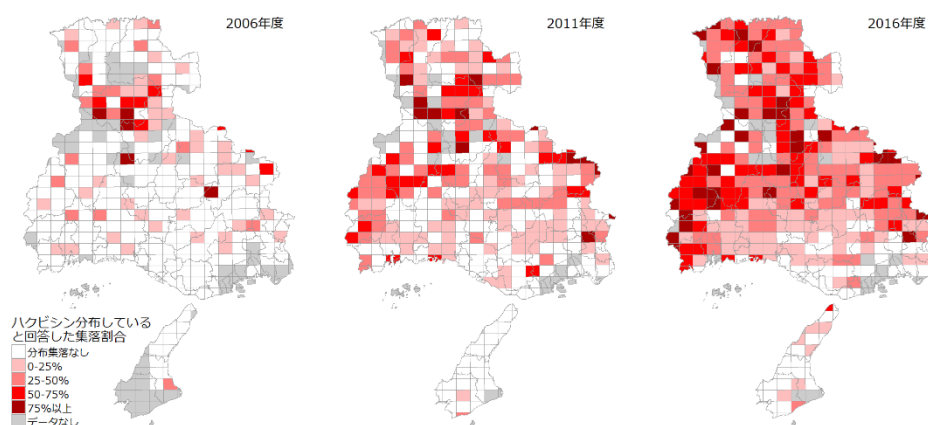 2006年度
2011年度
2016年度
ハクビシン分布している
と回答した集落割合
分布集落なし
0-25%
25-50%
50-75%
75%以上
データなし